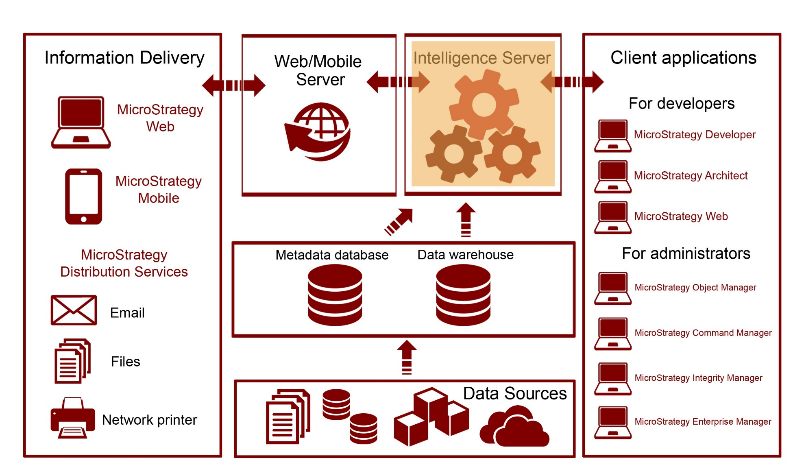 Information Delivery
MicroStrategy
Web
MicroStrategy
Mobile
MicroStrategy
Distribution Services
Email
Files
Network printer
Web/Mobile
Server
Intelligence Server
Metadata database
Data warehouse
Data Sources
Client applications
For developers
MicroStrategy Developer
MicroStrategy Architect
MicroStrategy Web
For administrators
MicroStrategy Object Manager
MicroStrategy Command Manager
MicroStrategy Integrity Manager
MicroStrategy Enterprise Manager